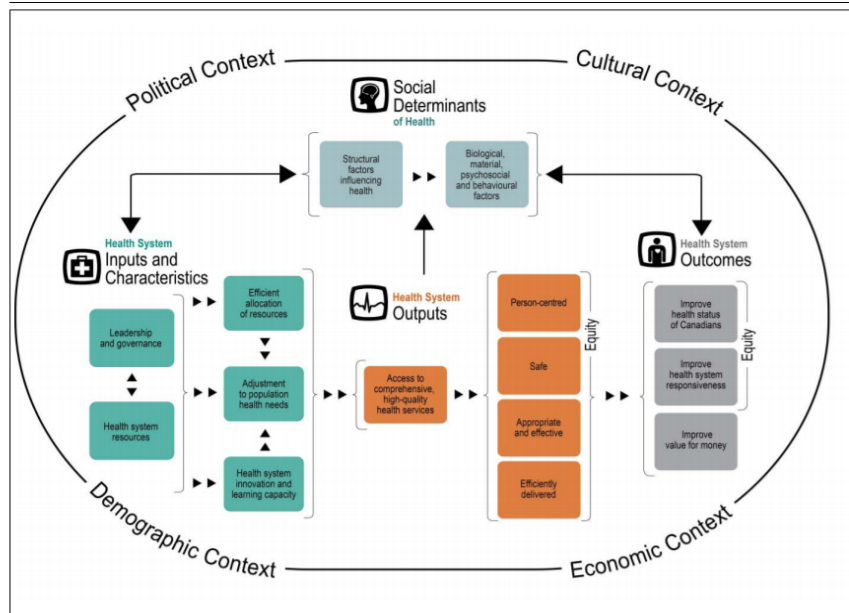 Political Context
Cultural Context
Social
Determinants
of Health
Structural
factors
influencing
health
Biological,
material,
psychosocial
and behavioural
factors
Health System
Inputs and
Characteristics
Leadership
and governance
Health system
resources
Efficient
allocation
of resources
Adjustment
to population
health needs
Health system
innovation and
learning capacity
Health System
Outputs
Access to
comprehensive,
high-quality
health services
Person-centred
Safe
Appropriate
and effective
Efficiently
delivered
Equity
Health System
Outcomes
Improve
health status
of Canadians
Improve
health system
responsiveness
Improve
value for money
Equity
Demographic Context
Economic Context